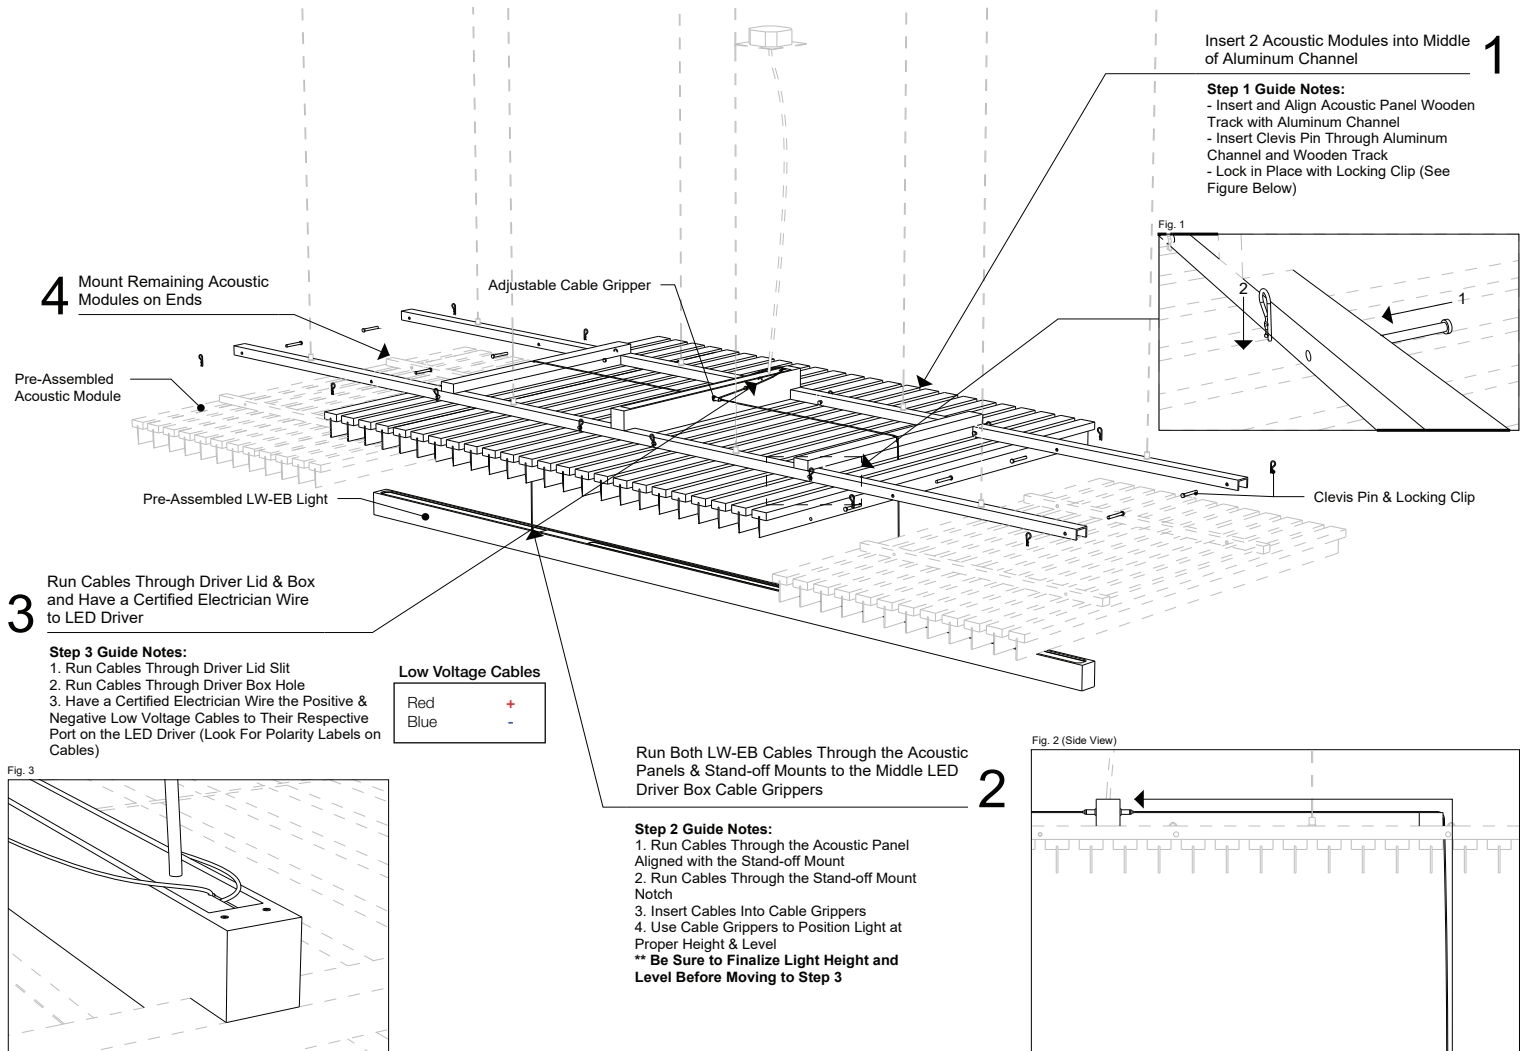 Insert 2 Acoustic Modules into Middle
of Aluminum Channel
1
Step 1 Guide Notes:
- Insert and Align Acoustic Panel Wooden
Track with Aluminum Channel
- Insert Clevis Pin Through Aluminum
Channel and Wooden Track
- Lock in Place with Locking Clip (See
Figure Below)
Fig. 1
2
1
4
Mount Remaining Acoustic
Modules on Ends
Adjustable Cable Gripper
Pre-Assembled
Acoustic Module
Pre-Assembled LW-EB Light
Clevis Pin & Locking Clip
3
Run Cables Through Driver Lid & Box
and Have a Certified Electrician Wire
to LED Driver
Step 3 Guide Notes:
1. Run Cables Through Driver Lid Slit
2. Run Cables Through Driver Box Hole
3. Have a Certified Electrician Wire the Positive &
Negative Low Voltage Cables to Their Respective
Port on the LED Driver (Look For Polarity Labels on
Cables)
Low Voltage Cables
Red +
Blue -
Fig. 3
Run Both LW-EB Cables Through the Acoustic
Panels & Stand-off Mounts to the Middle LED
Driver Box Cable Grippers
2
Step 2 Guide Notes:
1. Run Cables Through the Acoustic Panel
Aligned with the Stand-off Mount
2. Run Cables Through the Stand-off Mount
Notch
3. Insert Cables Into Cable Grippers
4. Use Cable Grippers to Position Light at
Proper Height & Level
** Be Sure to Finalize Light Height and
Level Before Moving to Step 3
Fig. 2 (Side View)